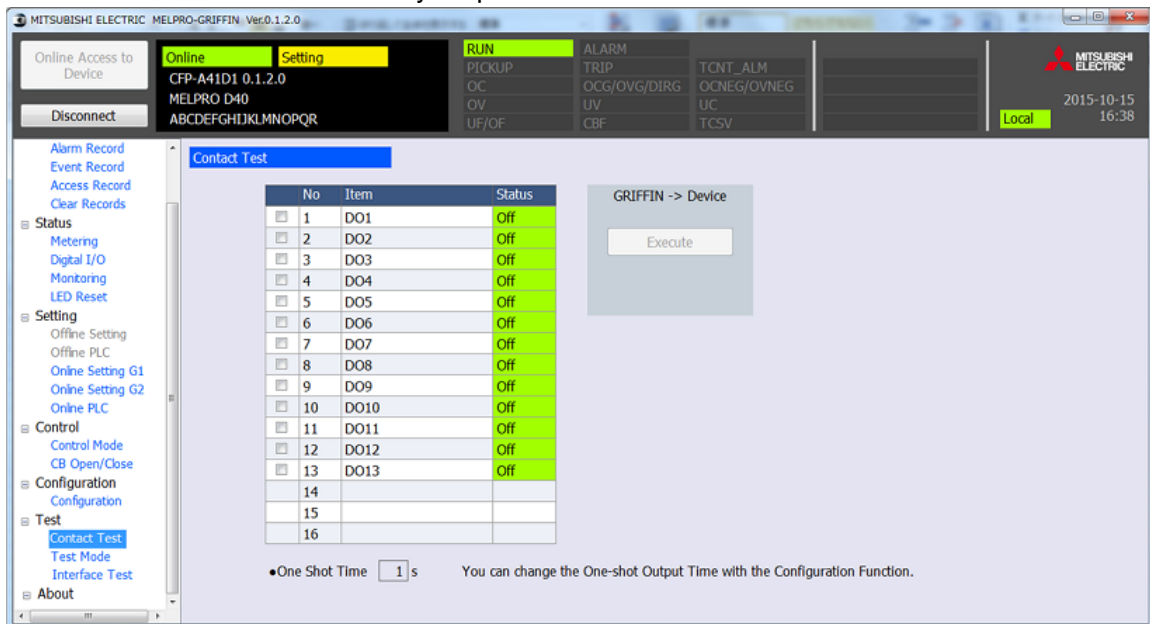 MITSUBISHI ELECTRIC MELPRO-GRIFFIN Ver.0.1.2.0
Online Access to
Device
Disconnect
Online Setting
CFP-A41D1 0.1.2.0
MELPRO D40
ABCDEFGHIJKLMNOPQR
RUN ALARM
PICKUP TRIP TCNT_ALM
OC OCG/OVG/DIRG OCNEG/OVNEG
OV UV UC
UF/OF CBF TCSV
MITSUBISHI
ELECTRIC
2015-10-15
Local 16:38
Alarm Record
Event Record
Access Record
Clear Records
Status
Metering
Digital I/O
Monitoring
LED Reset
Setting
Offline Setting
Offline PLC
Online Setting G1
Online Setting G2
Online PLC
Control
Control Mode
CB Open/Close
Configuration
Configuration
Test
Contact Test
Test Mode
Interface Test
About
Contact Test
No Item Status
1 DO1 Off
2 DO2 Off
3 DO3 Off
4 DO4 Off
5 DO5 Off
6 DO6 Off
7 DO7 Off
8 DO8 Off
9 DO9 Off
10 DO10 Off
11 DO11 Off
12 DO12 Off
13 DO13 Off
14
15
16
GRIFFIN -> Device
Execute
●One Shot Time 1 s You can change the One-shot Output Time with the Configuration Function.